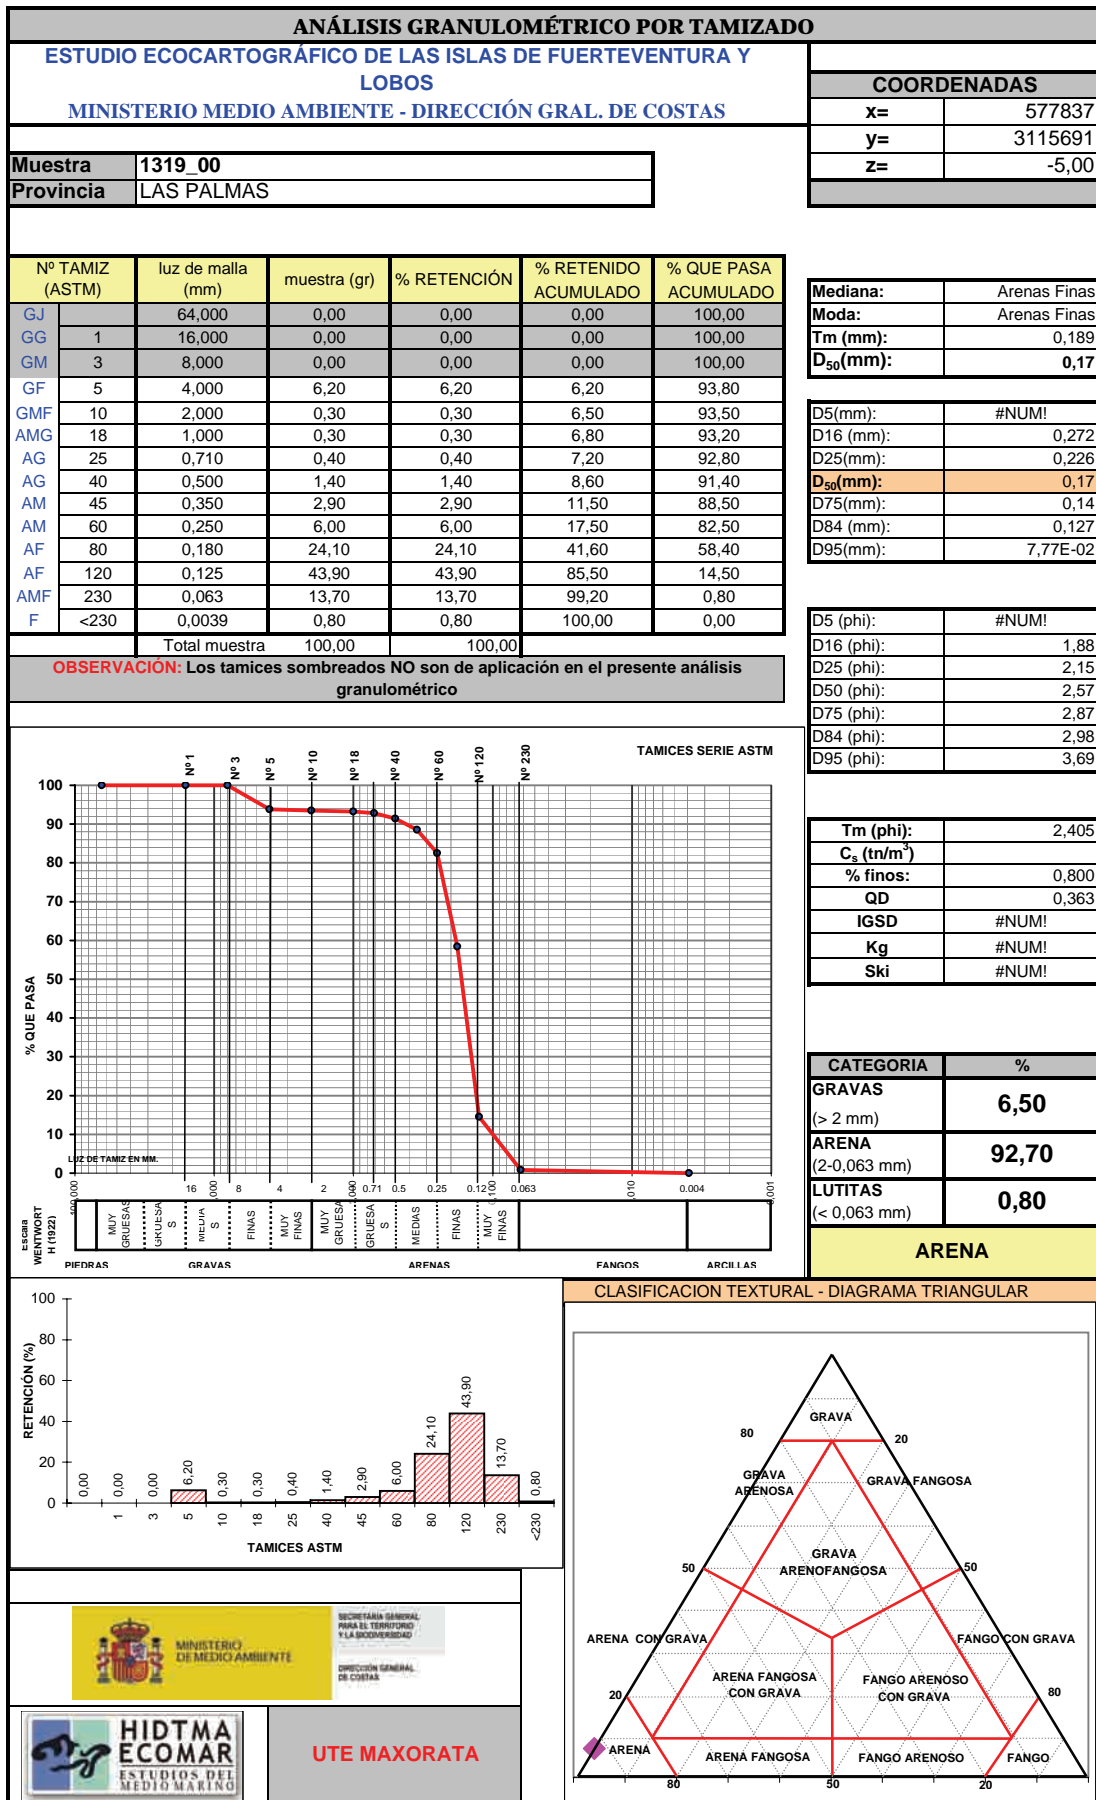 ANÁLISIS GRANULOMÉTRICO POR TAMIZADO
ESTUDIO ECOCARTOGRÁFICO DE LAS ISLAS DE FUERTEVENTURA Y
LOBOS
MINISTERIO MEDIO AMBIENTE - DIRECCIÓN GRAL. DE COSTAS
COORDENADAS
x= 577837
y= 3115691
z= -5,00
Muestra 1319_00
Provincia LAS PALMAS
Nº TAMIZ (ASTM) luz de malla (mm) muestra (gr) % RETENCIÓN % RETENIDO ACUMULADO % QUE PASA ACUMULADO
GJ 64,000 0,00 0,00 0,00 100,00
GG 1 16,000 0,00 0,00 0,00 100,00
GM 3 8,000 0,00 0,00 0,00 100,00
GF 5 4,000 6,20 6,20 6,20 93,80
GMF 10 2,000 0,30 0,30 6,50 93,50
AMG 18 1,000 0,30 0,30 6,80 93,20
AG 25 0,710 0,40 0,40 7,20 92,80
AG 40 0,500 1,40 1,40 8,60 91,40
AM 45 0,350 2,90 2,90 11,50 88,50
AM 60 0,250 6,00 6,00 17,50 82,50
AF 80 0,180 24,10 24,10 41,60 58,40
AF 120 0,125 43,90 43,90 85,50 14,50
AMF 230 0,063 13,70 13,70 99,20 0,80
F <230 0,0039 0,80 0,80 100,00 0,00
Total muestra 100,00 100,00
OBSERVACIÓN: Los tamices sombreados NO son de aplicación en el presente análisis
granulométrico
Mediana: Arenas Finas
Moda: Arenas Finas
Tm (mm): 0,189
D50(mm): 0,17
D5(mm): #NUM!
D16 (mm): 0,272
D25(mm): 0,226
D50(mm): 0,17
D75(mm): 0,14
D84 (mm): 0,127
D95(mm): 7,77E-02
D5 (phi): #NUM!
D16 (phi): 1,88
D25 (phi): 2,15
D50 (phi): 2,57
D75 (phi): 2,87
D84 (phi): 2,98
D95 (phi): 3,69
Tm (phi): 2,405
Cs (tn/m3)
% finos: 0,800
QD 0,363
IGSD #NUM!
Kg #NUM!
Ski #NUM!
CATEGORIA %
GRAVAS (> 2 mm) 6,50
ARENA (2-0,063 mm) 92,70
LUTITAS (< 0,063 mm) 0,80
ARENA
TAMICES SERIE ASTM
Nº 1 Nº 3 Nº 5 Nº 10 Nº 18 Nº 40 Nº 60 Nº 120 Nº 230
% QUE PASA
100
90
80
70
60
50
40
30
20
10
0
LUZ DE TAMIZ EN MM.
16 8 4 2 1 0.71 0.5 0.25 0.12 0.063 0.004
0,100 ,010 0,001
Escala
WENTWORT
H (1922)
MUY GRUESAS GRUESA S MEDIA S FINAS MUY FINAS MUY GRUESA GRUESA S MEDIAS FINAS MUY FINAS
PIEDRAS GRAVAS ARENAS FANGOS ARCILLAS
RETENCIÓN (%)
100
80
60
40
20
0
0,00 0,00 0,00 6,20 0,30 0,30 0,40 1,40 2,90 6,00 24,10 43,90 13,70 0,80
1 3 5 10 18 25 40 45 60 80 120 230 <230
TAMICES ASTM
CLASIFICACION TEXTURAL - DIAGRAMA TRIANGULAR
GRAVA
80 20
GRAVA ARENOSA
GRAVA FANGOSA
GRAVA ARENOFANGOSA
50 50
ARENA CON GRAVA
FANGO CON GRAVA
ARENA FANGOSA CON GRAVA
FANGO ARENOSO CON GRAVA
20 80
ARENA
ARENA FANGOSA
FANGO ARENOSO
FANGO
80 50 20
MINISTERIO
DE MEDIO AMBIENTE
SECRETARÍA GENERAL
PARA EL TERRITORIO
Y LA BIODIVERSIDAD
DIRECCIÓN GENERAL
DE COSTAS
HIDTMA
ECOMAR
ESTUDIOS DEL
MEDIO MARINO
UTE MAXORATA